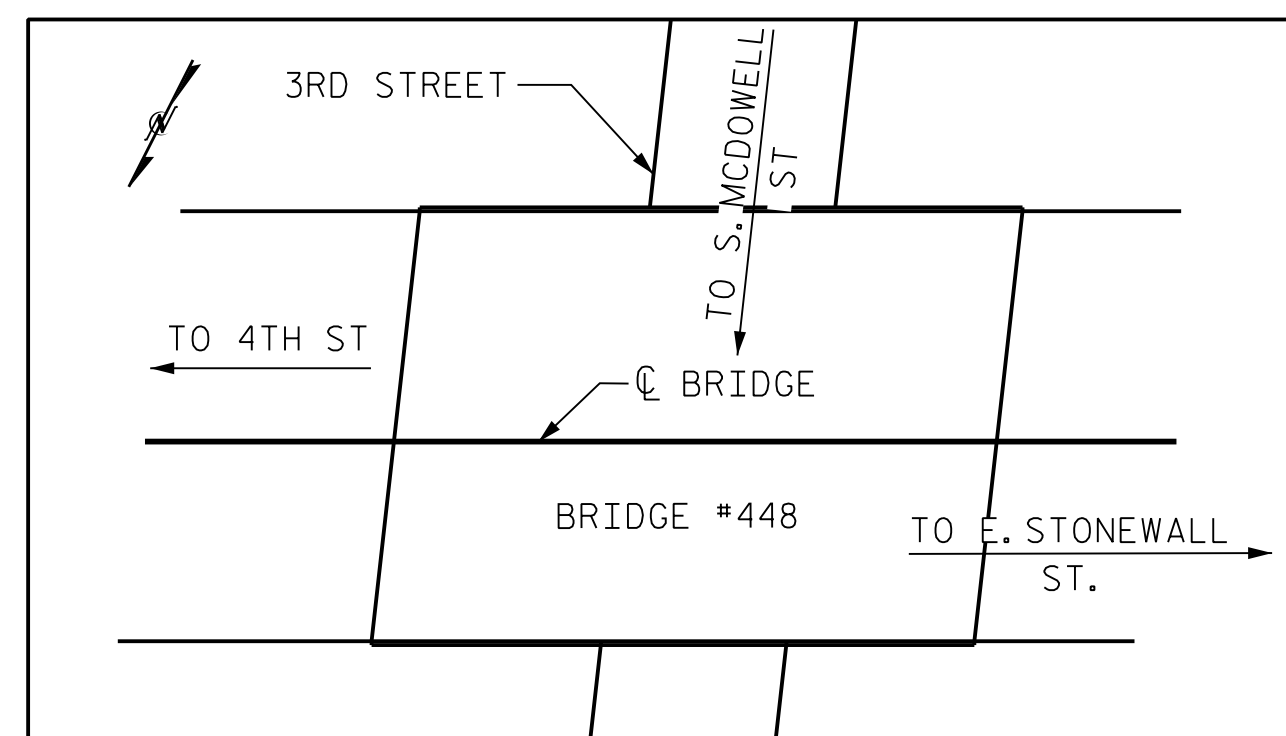 3RD STREET
TO S. MCDOWELL
ST
N
TO 4TH ST
℄ BRIDGE
BRIDGE #448
TO E. STONEWALL
ST.